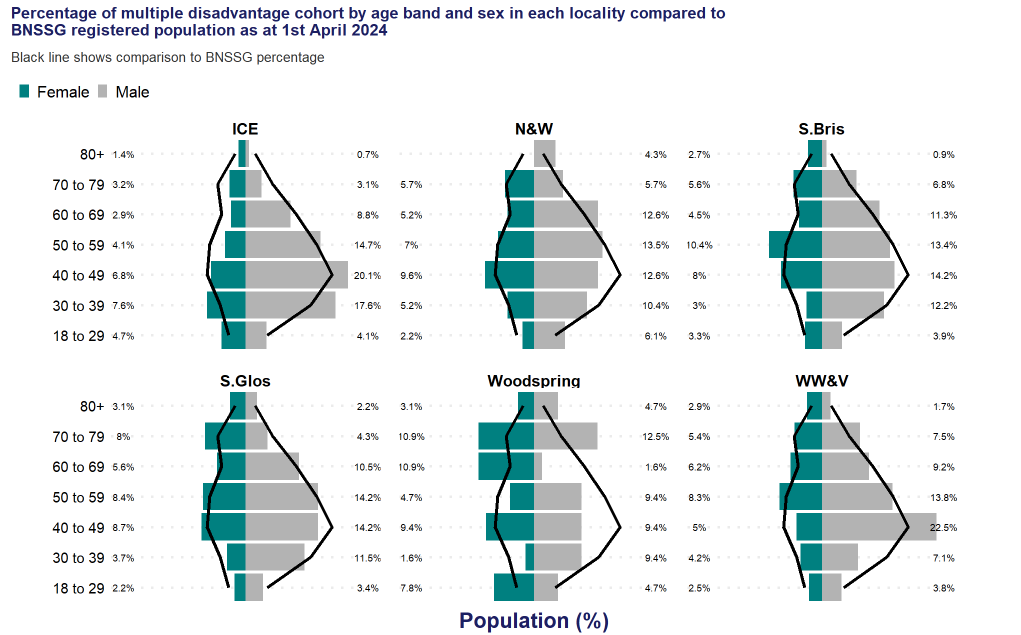 Percentage of multiple disadvantage cohort by age band and sex in each locality compared to
BNSSG registered population as at 1st April 2024
Black line shows comparison to BNSSG percentage
Female Male
ICE N&W S.Bris
80+ 1.4% 0.7% 4.3% 2.7% 0.9%
70 to 79 3.2% 3.1% 5.7% 5.7% 5.6% 6.8%
60 to 69 2.9% 8.8% 5.2% 12.6% 4.5% 11.3%
50 to 59 4.1% 14.7% 7% 13.5% 10.4% 13.4%
40 to 49 6.8% 20.1% 9.6% 12.6% 8% 14.2%
30 to 39 7.6% 17.6% 5.2% 10.4% 3% 12.2%
18 to 29 4.7% 4.1% 2.2% 6.1% 3.3% 3.9%
S.Glos Woodspring WW&V
80+ 3.1% 2.2% 3.1% 4.7% 2.9% 1.7%
70 to 79 8% 4.3% 10.9% 12.5% 5.4% 7.5%
60 to 69 5.6% 10.5% 10.9% 1.6% 6.2% 9.2%
50 to 59 8.4% 14.2% 4.7% 9.4% 8.3% 13.8%
40 to 49 8.7% 14.2% 9.4% 9.4% 5% 22.5%
30 to 39 3.7% 11.5% 1.6% 9.4% 4.2% 7.1%
18 to 29 2.2% 3.4% 7.8% 4.7% 2.5% 3.8%
Population (%)